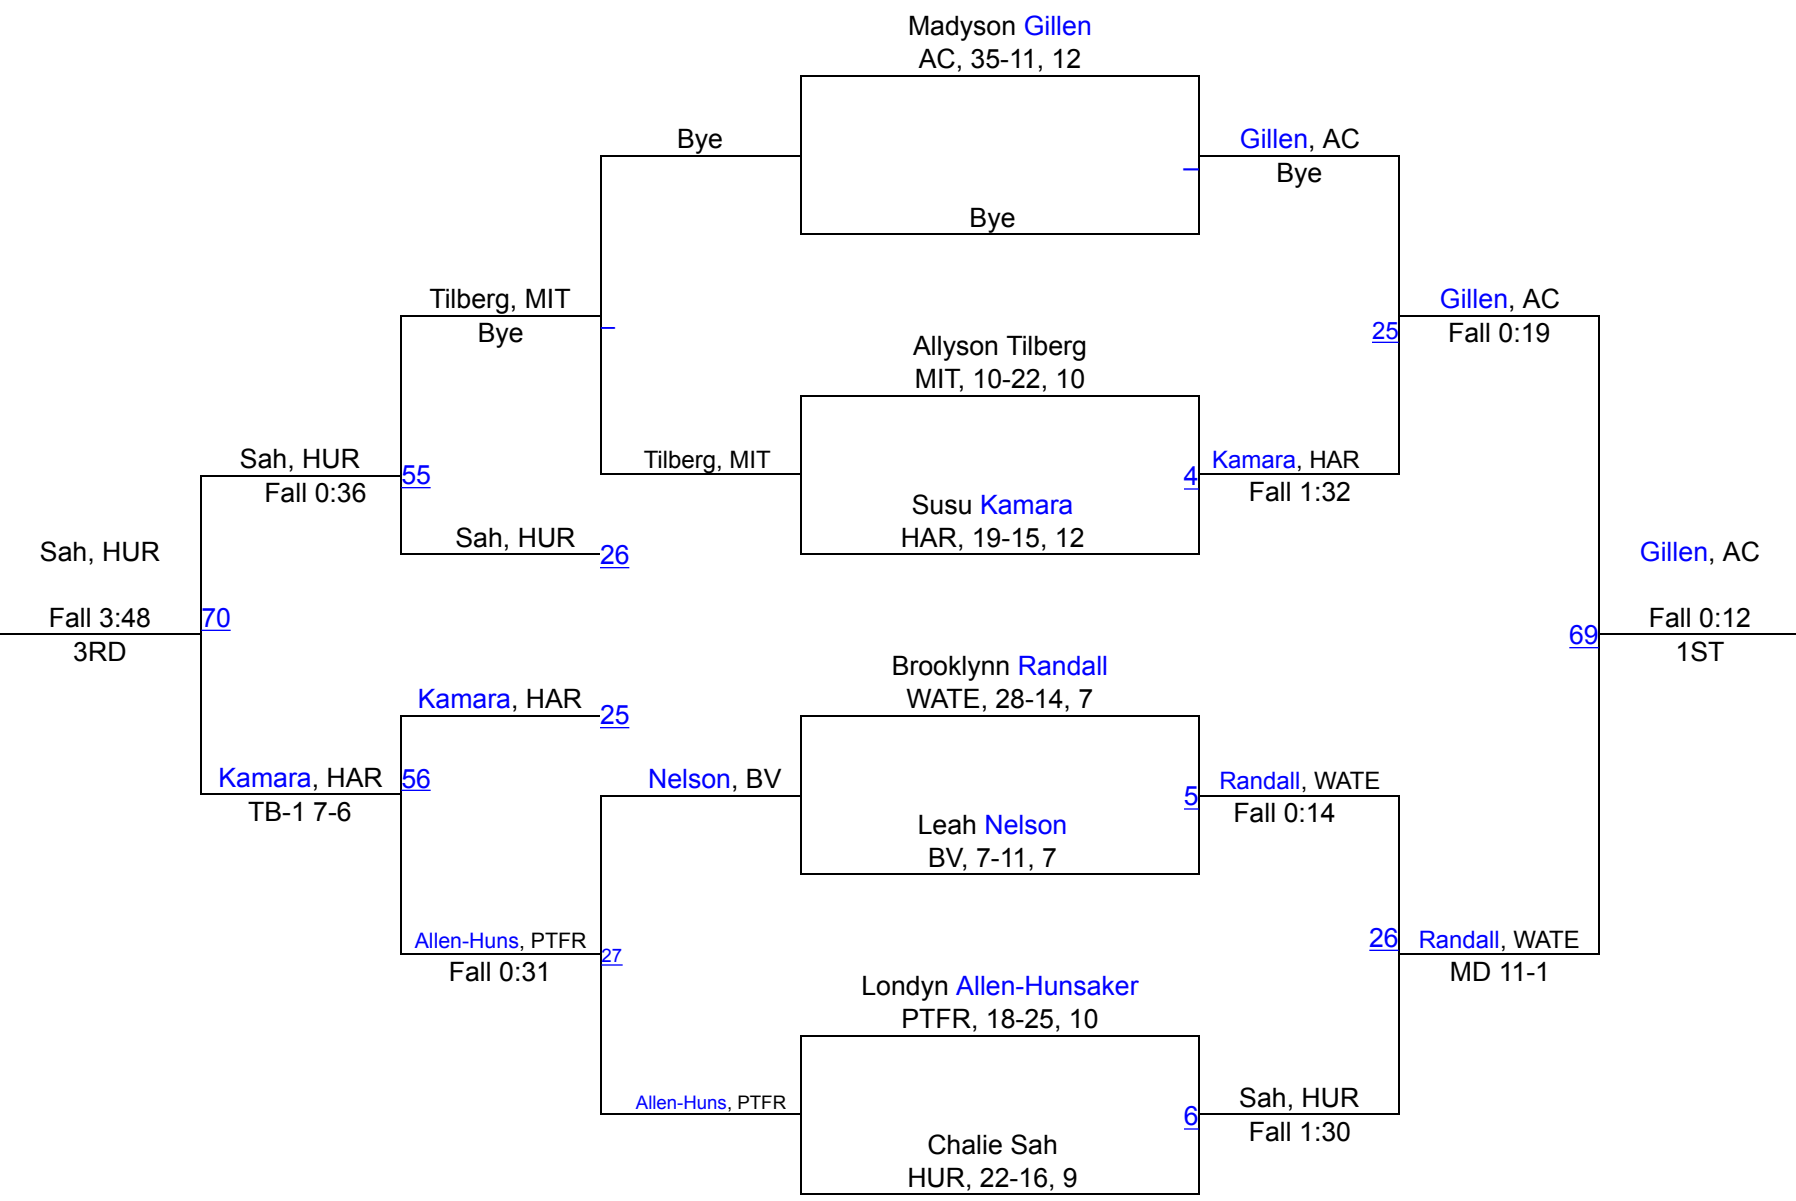 Madyson Gillen
AC, 35-11, 12
Bye
Gillen, AC
Bye
Bye
Tilberg, MIT
Bye
Gillen, AC
25
Fall 0:19
Allyson Tilberg
MIT, 10-22, 10
Sah, HUR
55
Fall 0:36
Tilberg, MIT
4
Kamara, HAR
Fall 1:32
Susu Kamara
HAR, 19-15, 12
Sah, HUR
26
Sah, HUR
Gillen, AC
Fall 3:48
70
3RD
69
Fall 0:12
1ST
Brooklynn Randall
WATE, 28-14, 7
Kamara, HAR
25
Kamara, HAR
56
TB-1 7-6
Nelson, BV
5
Randall, WATE
Fall 0:14
Leah Nelson
BV, 7-11, 7
Allen-Huns, PTFR
27
Fall 0:31
26
Randall, WATE
MD 11-1
Londyn Allen-Hunsaker
PTFR, 18-25, 10
Allen-Huns, PTFR
6
Sah, HUR
Fall 1:30
Chalie Sah
HUR, 22-16, 9